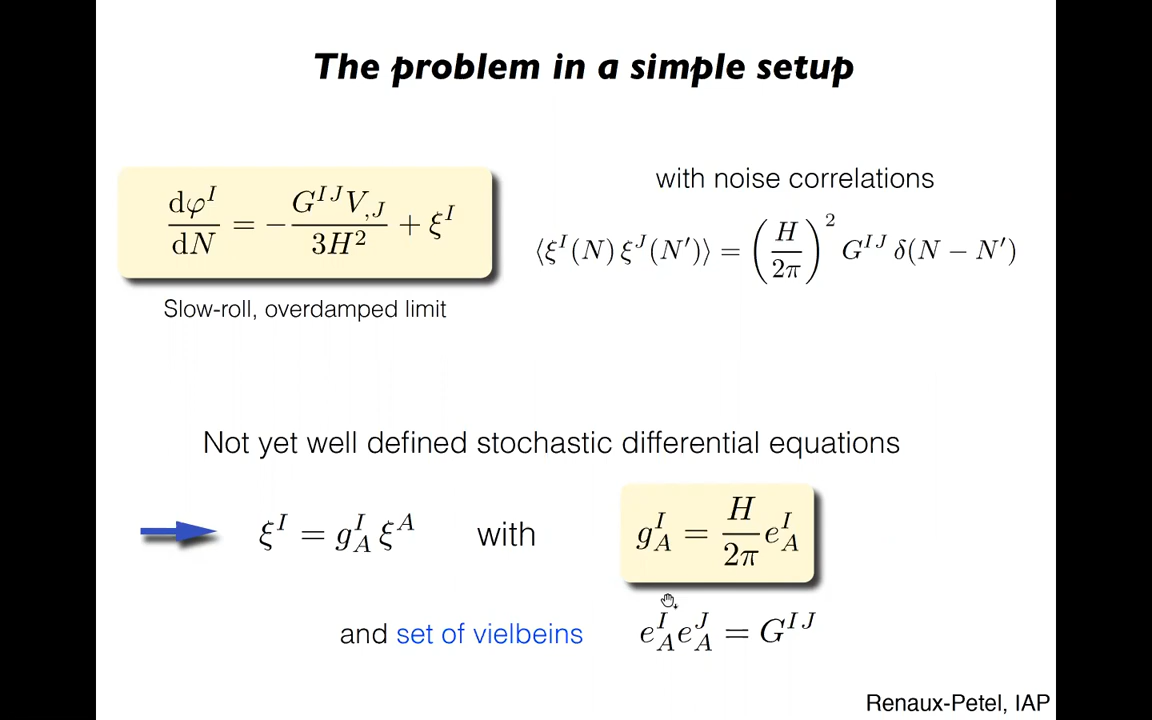 The problem in a simple setup
dφ^I/dN = −G^{IJ}V_{,J}/3H² + ξ^I
Slow-roll, overdamped limit
with noise correlations
⟨ξ^I(N) ξ^J(N′)⟩ = (H/2π)² G^{IJ} δ(N − N′)
Not yet well defined stochastic differential equations
ξ^I = g^I_A ξ^A with g^I_A = H/2π e^I_A
and set of vielbeins e^I_A e^J_A = G^{IJ}
Renaux-Petel, IAP